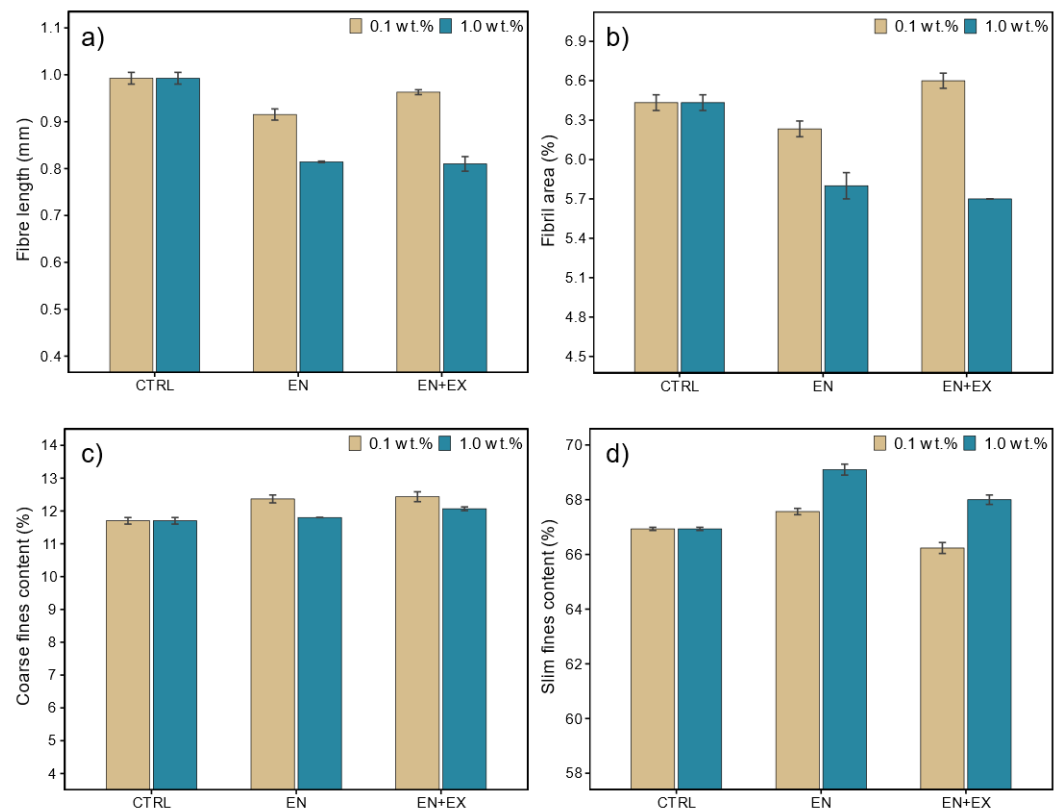 a)
0.1 wt.% 1.0 wt.%
Fibre length (mm)
1.1
1.0
0.9
0.8
0.7
0.6
0.5
0.4
CTRL EN EN+EX
b)
0.1 wt.% 1.0 wt.%
Fibril area (%)
6.9
6.6
6.3
6.0
5.7
5.4
5.1
4.8
4.5
CTRL EN EN+EX
c)
0.1 wt.% 1.0 wt.%
Coarse fines content (%)
14
13
12
11
10
9
8
7
6
5
4
CTRL EN EN+EX
d)
0.1 wt.% 1.0 wt.%
Slim fines content (%)
70
68
66
64
62
60
58
CTRL EN EN+EX